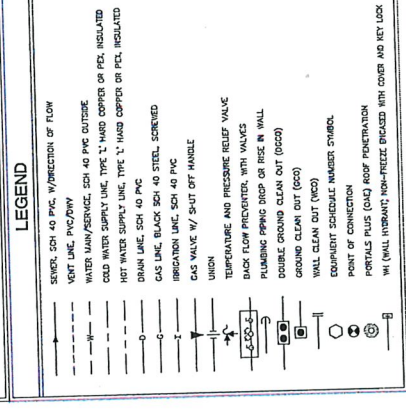 LEGEND
SEWER, SCH 40 PVC, W/DIRECTION OF FLOW
VENT LINE, PVC/DWV
W WATER MAIN/SERVICE, SCH 40 PVC OUTSIDE
COLD WATER SUPPLY LINE, TYPE 'L' HARD COPPER OR PEX, INSULATED
HOT WATER SUPPLY LINE, TYPE 'L' HARD COPPER OR PEX, INSULATED
D DRAIN LINE, SCH 40 PVC
G GAS LINE, BLACK SCH 40 STEEL, SCREWED
I IRRIGATION LINE, SCH 40 PVC
GAS VALVE W/ SHUT OFF HANDLE
UNION
TEMPERATURE AND PRESSURE RELIEF VALVE
BACK FLOW PREVENTER, WITH VALVES
PLUMBING PIPING DROP OR RISE IN WALL
DOUBLE GROUND CLEAN OUT (DGCO)
GROUND CLEAN OUT (GCO)
WALL CLEAN OUT (WCO)
EQUIPMENT SCHEDULE NUMBER SYMBOL
POINT OF CONNECTION
PORTALS PLUS (OAE) ROOF PENETRATION
WH (WALL HYDRANT) NON-FREEZE ENCASED WITH COVER AND KEY LOCK